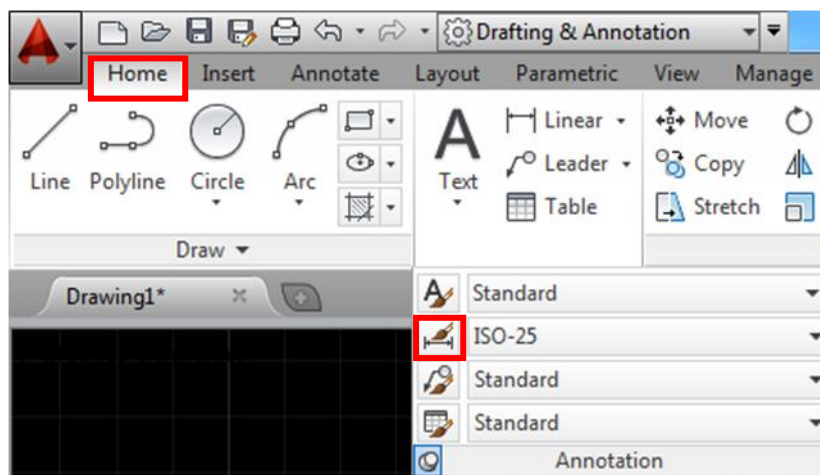 Drafting & Annotation
Home Insert Annotate Layout Parametric View Manage
Line Polyline Circle Arc Text Linear Move
Leader Copy
Table Stretch
Draw
Drawing1* Standard
ISO-25
Standard
Standard
Annotation